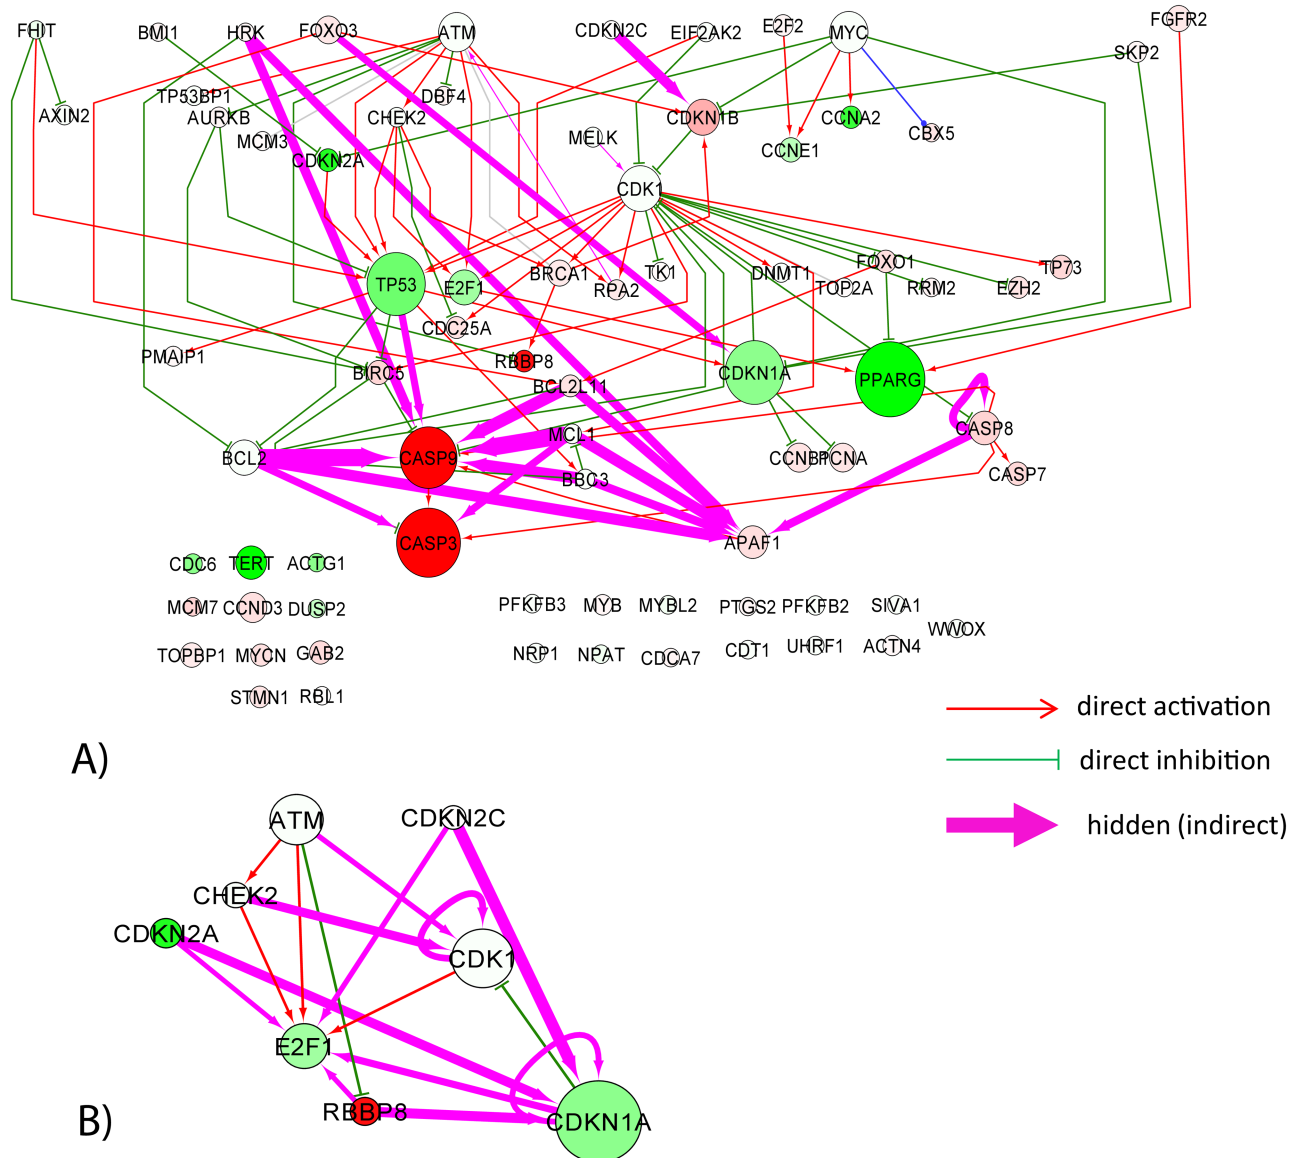 FHIT
BMI1
HRK
FOXO3
ATM
CDKN2C
EIF2AK2
E2F2
MYC
FGFR2
SKP2
AXIN2
TP53BP1
AURKB
DBF4
CHEK2
MCM3
CDKN2A
MELK
CDKN1B
CCNA2
CBX5
CCNE1
CDK1
TP53
E2F1
BRCA1
RPA2
TK1
DNMT1
TOP2A
FOXO1
RRM2
EZH2
TP73
CDC25A
PMAIP1
BIRC5
RBBP8
BCL2L11
CDKN1A
PPARG
MCL1
CASP8
BCL2
CASP9
BBC3
CCNB1
PCNA
CASP7
CASP3
APAF1
CDC6
TERT
ACTG1
MCM7
CCND3
DUSP2
PFKFB3
MYB
MYBL2
PTGS2
PFKFB2
SIVA1
WWOX
TOPBP1
MYCN
GAB2
NRP1
NPAT
CDCA7
CDT1
UHRF1
ACTN4
STMN1
RBL1
direct activation
direct inhibition
hidden (indirect)
A)
ATM
CDKN2C
CHEK2
CDKN2A
CDK1
E2F1
RBBP8
CDKN1A
B)